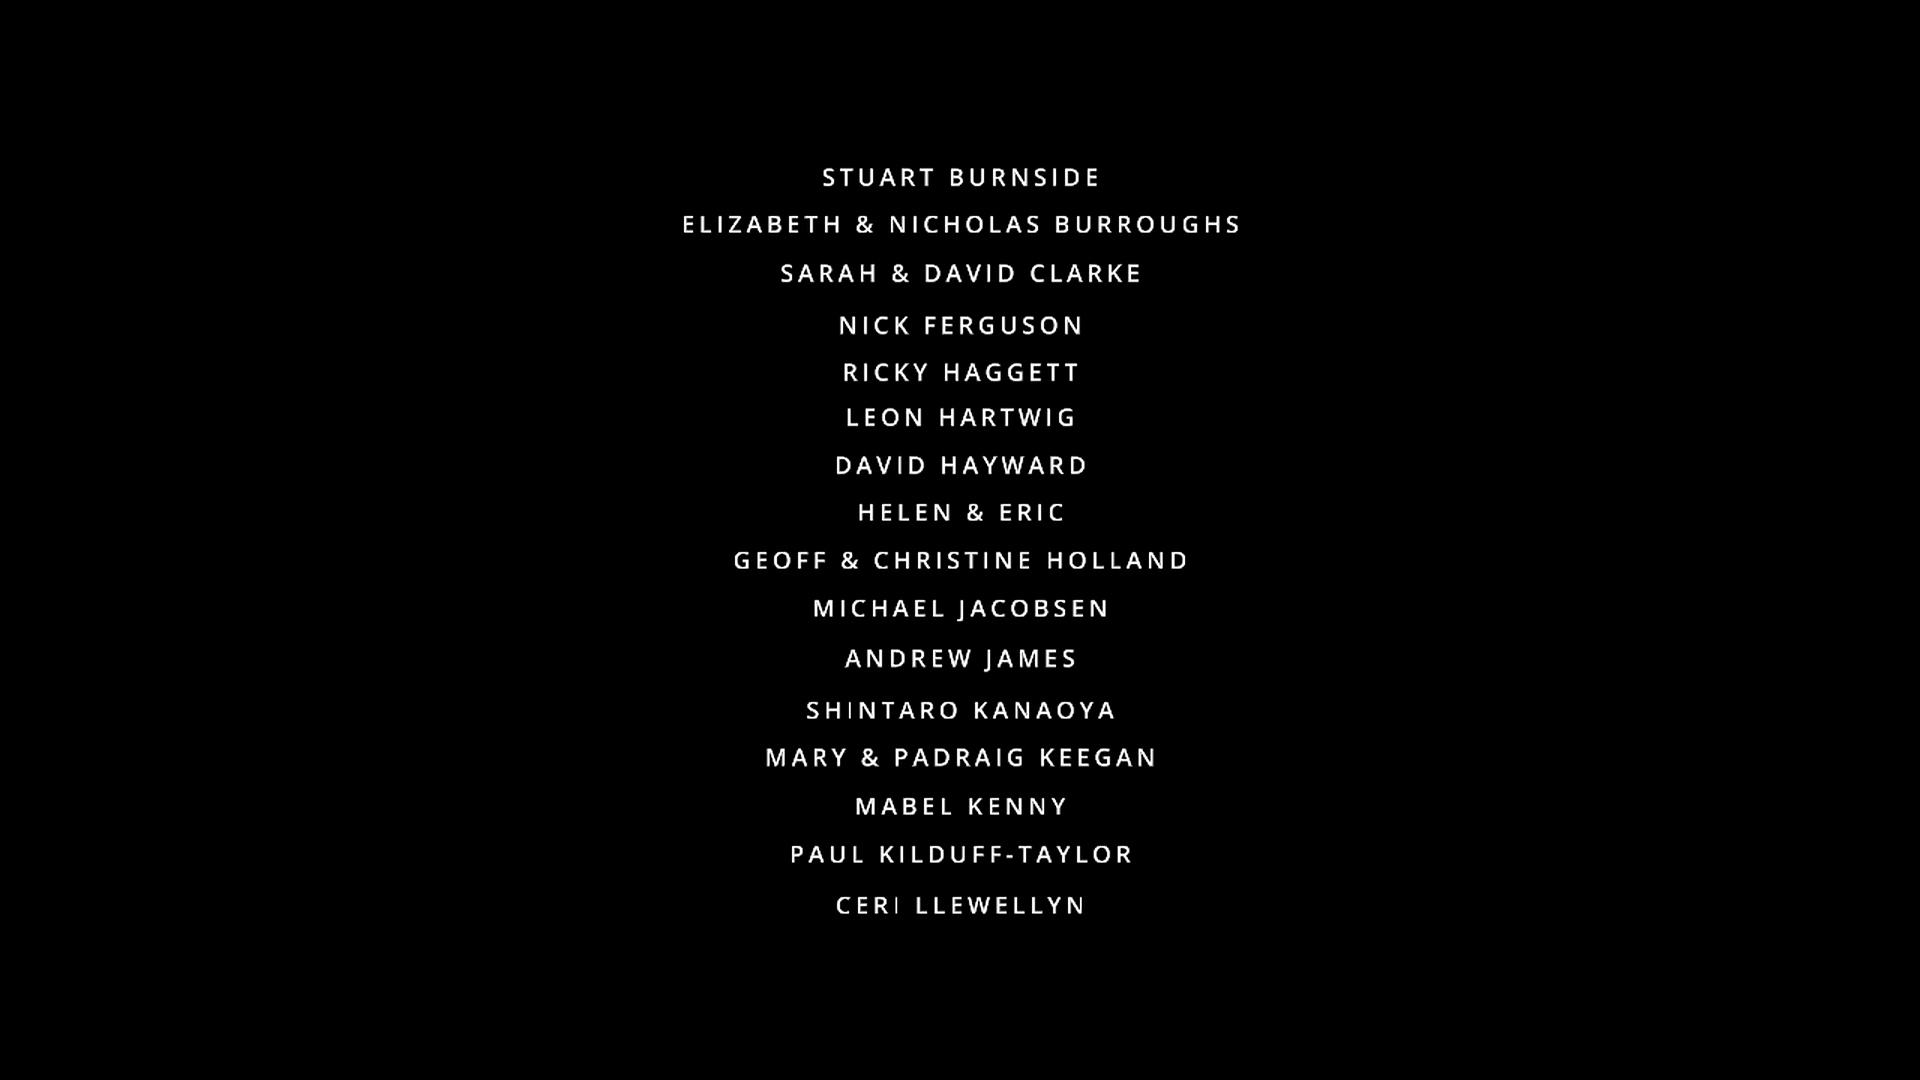 STUART BURNSIDE
ELIZABETH & NICHOLAS BURROUGHS
SARAH & DAVID CLARKE
NICK FERGUSON
RICKY HAGGETT
LEON HARTWIG
DAVID HAYWARD
HELEN & ERIC
GEOFF & CHRISTINE HOLLAND
MICHAEL JACOBSEN
ANDREW JAMES
SHINTARO KANAOYA
MARY & PADRAIG KEEGAN
MABEL KENNY
PAUL KILDUFF-TAYLOR
CERI LLEWELLYN